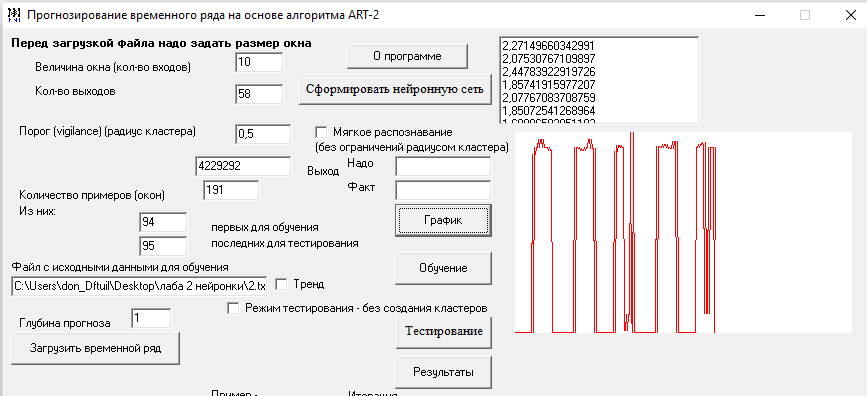 Прогнозирование временного ряда на основе алгоритма ART-2
Перед загрузкой файла надо задать размер окна
Величина окна (кол-во входов)
10
О программе
Кол-во выходов
58
Сформировать нейронную сеть
2,27149660342991
2,07530767109897
2,44783922919726
1,85741915977207
2,07767083708759
1,85072541268964
Порог (vigilance) (радиус кластера)
0,5
Мягкое распознавание
(без ограничений радиусом кластера)
4229292
Выход
Надо
Факт
Количество примеров (окон)
191
Из них:
94
первых для обучения
График
95
последних для тестирования
Файл с исходными данными для обучения
C:\Users\don_Dftuil\Desktop\лаба 2 нейронки\2.tx
Тренд
Обучение
Режим тестирования - без создания кластеров
Глубина прогноза
1
Тестирование
Загрузить временной ряд
Результаты
Пример -
Итерация